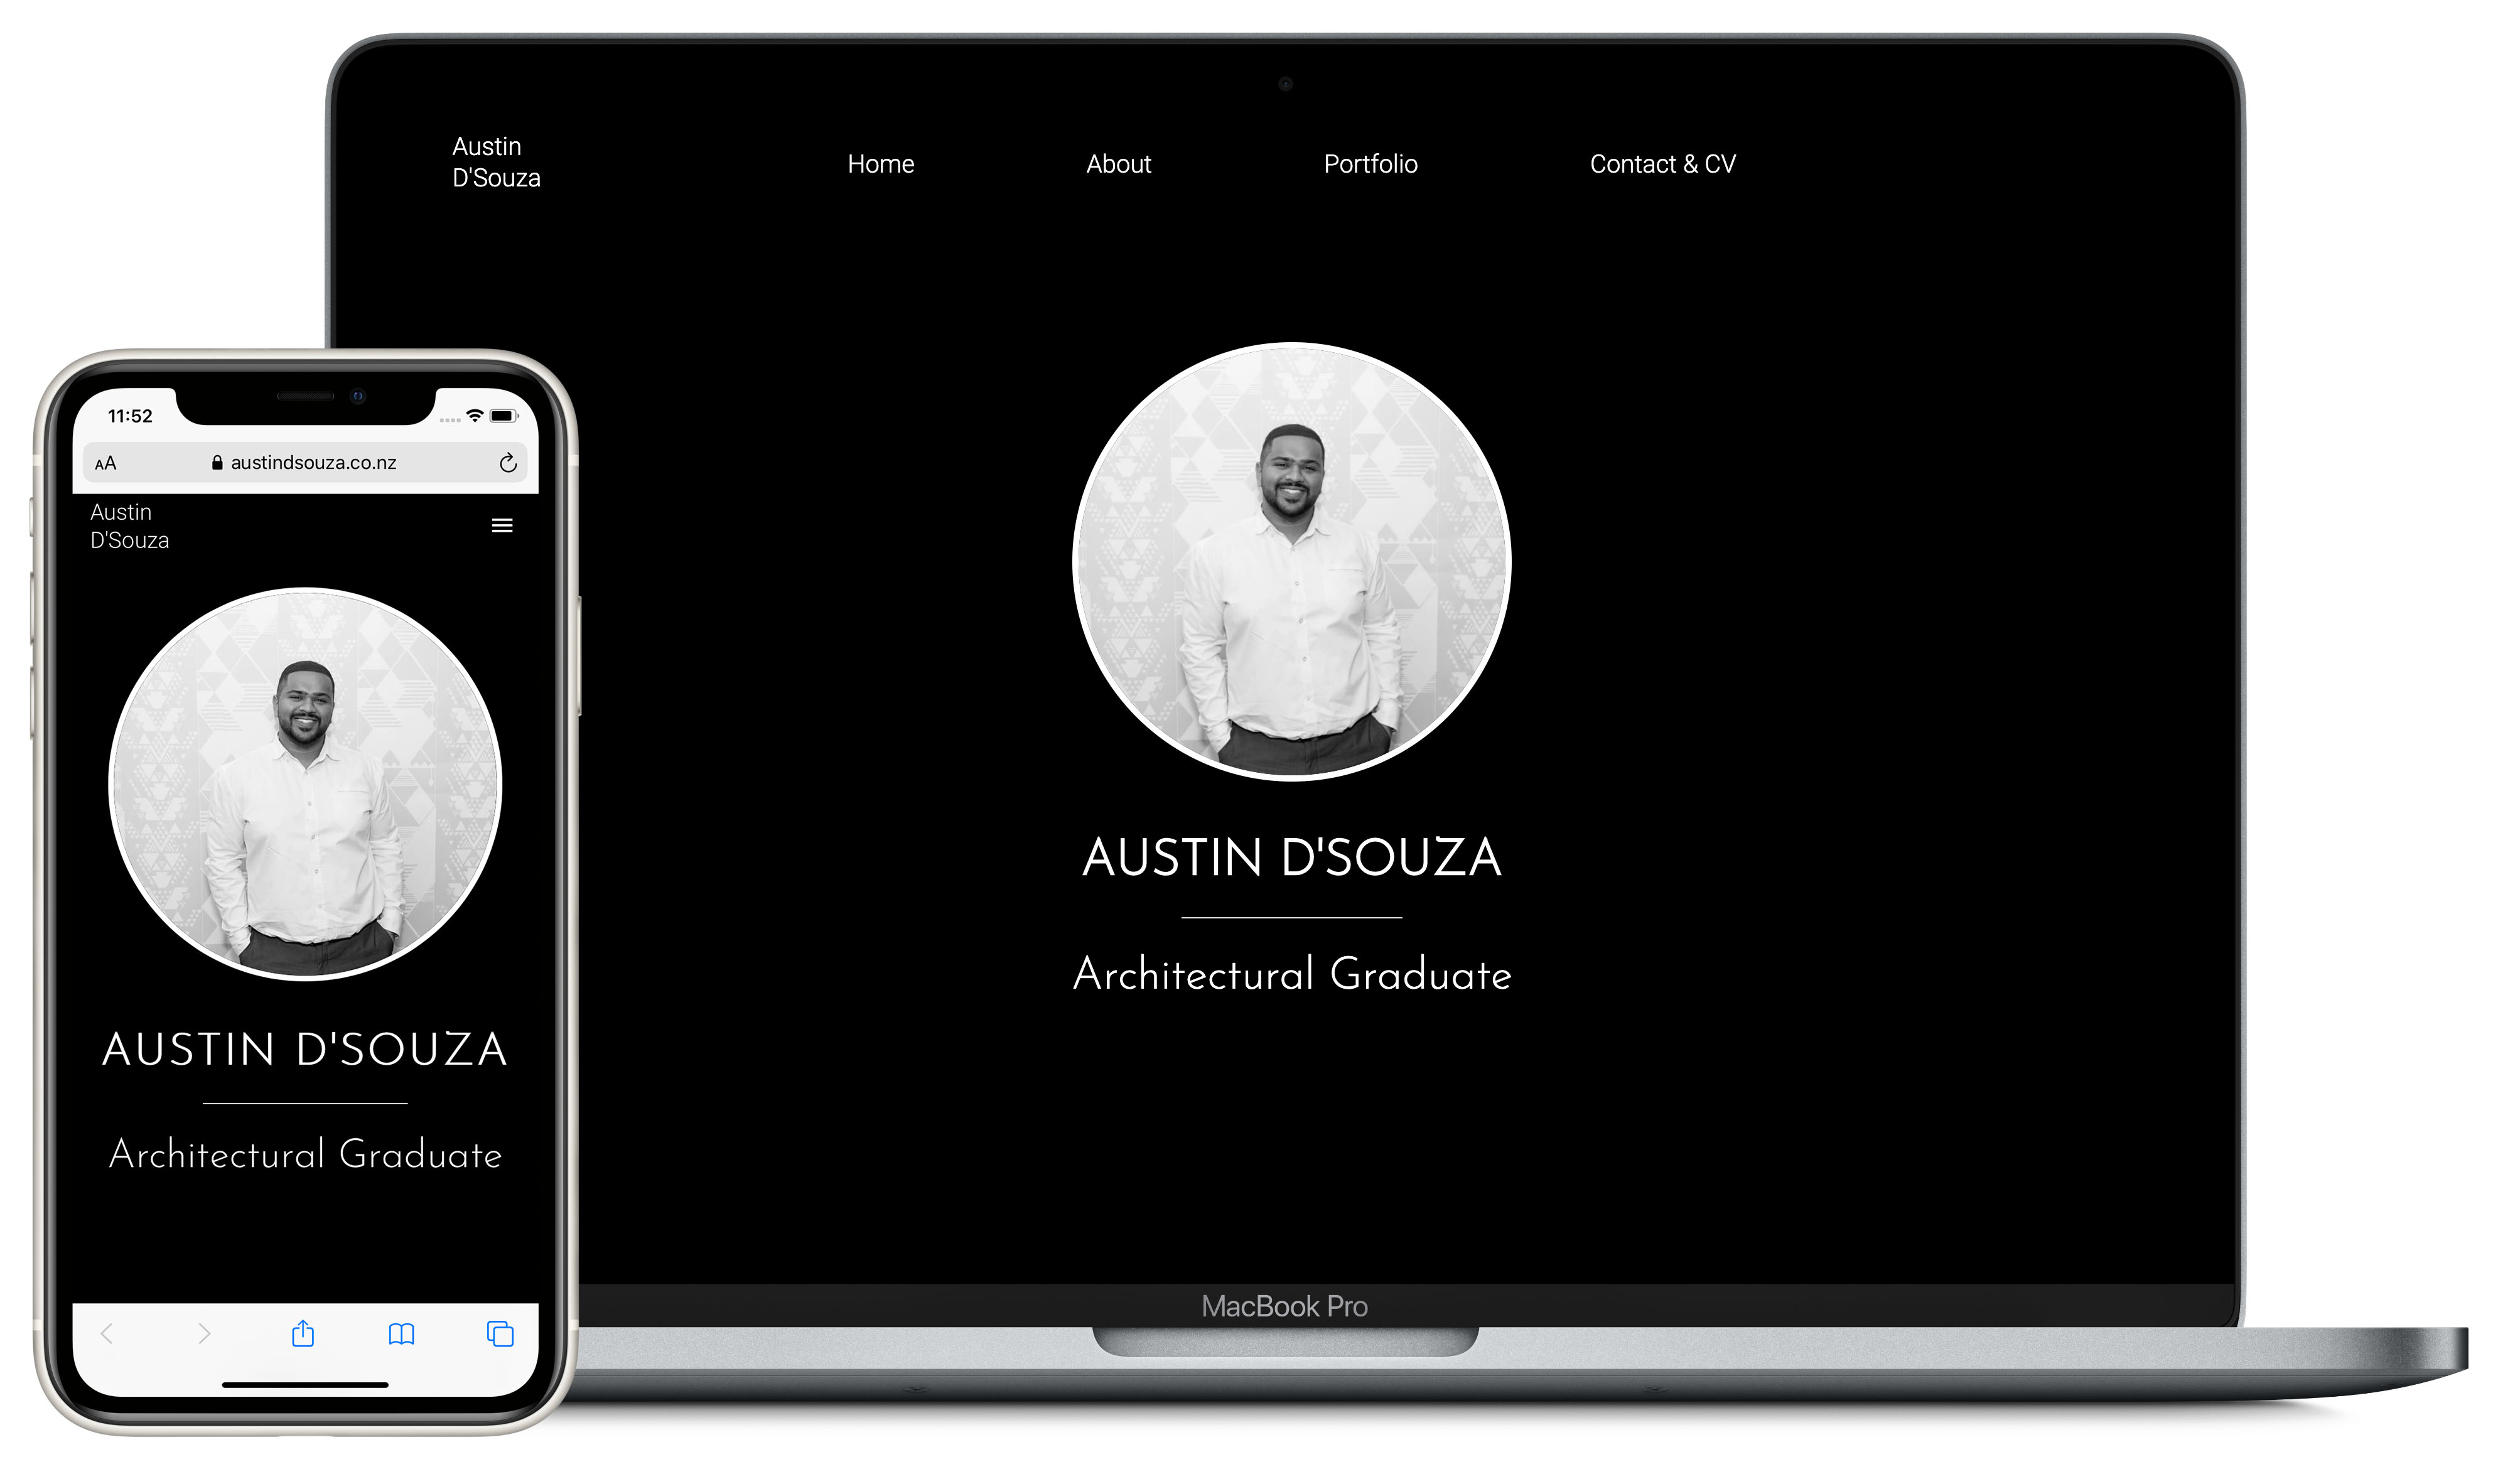 Austin
D'Souza
Home
About
Portfolio
Contact & CV
AUSTIN D'SOUZA
Architectural Graduate
MacBook Pro
11:52
AA
austindsouza.co.nz
Austin
D'Souza
AUSTIN D'SOUZA
Architectural Graduate